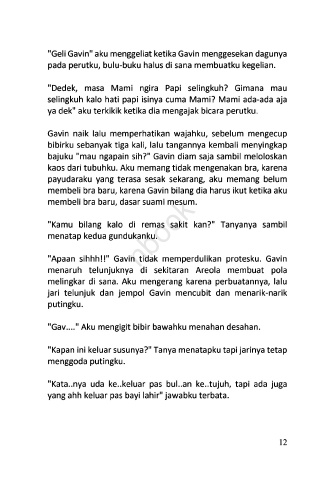 "Geli Gavin" aku menggeliat ketika Gavin menggesekan dagunya
pada perutku, bulu-buku halus di sana membuatku kegelian.
"Dedek, masa Mami ngira Papi selingkuh? Gimana mau
selingkuh kalo hati papi isinya cuma Mami? Mami ada-ada aja
ya dek" aku terkikik ketika dia mengajak bicara perutku.
Gavin naik lalu memperhatikan wajahku, sebelum mengecup
bibirku sebanyak tiga kali, lalu tangannya kembali menyingkap
bajuku "mau ngapain sih?" Gavin diam saja sambil meloloskan
kaos dari tubuhku. Aku memang tidak mengenakan bra, karena
payudaraku yang terasa sesak sekarang, aku memang belum
membeli bra baru, karena Gavin bilang dia harus ikut ketika aku
membeli bra baru, dasar suami mesum.
"Kamu bilang kalo di remas sakit kan?" Tanyanya sambil
menatap kedua gundukanku.
"Apaan sihhh!!" Gavin tidak memperdulikan protesku. Gavin
menaruh telunjuknya di sekitaran Areola membuat pola
melingkar di sana. Aku mengerang karena perbuatannya, lalu
jari telunjuk dan jempol Gavin mencubit dan menarik-narik
putingku.
"Gav...." Aku mengigit bibir bawahku menahan desahan.
"Kapan ini keluar susunya?" Tanya menatapku tapi jarinya tetap
menggoda putingku.
"Kata..nya uda ke..keluar pas bul..an ke..tujuh, tapi ada juga
yang ahh keluar pas bayi lahir" jawabku terbata.
12